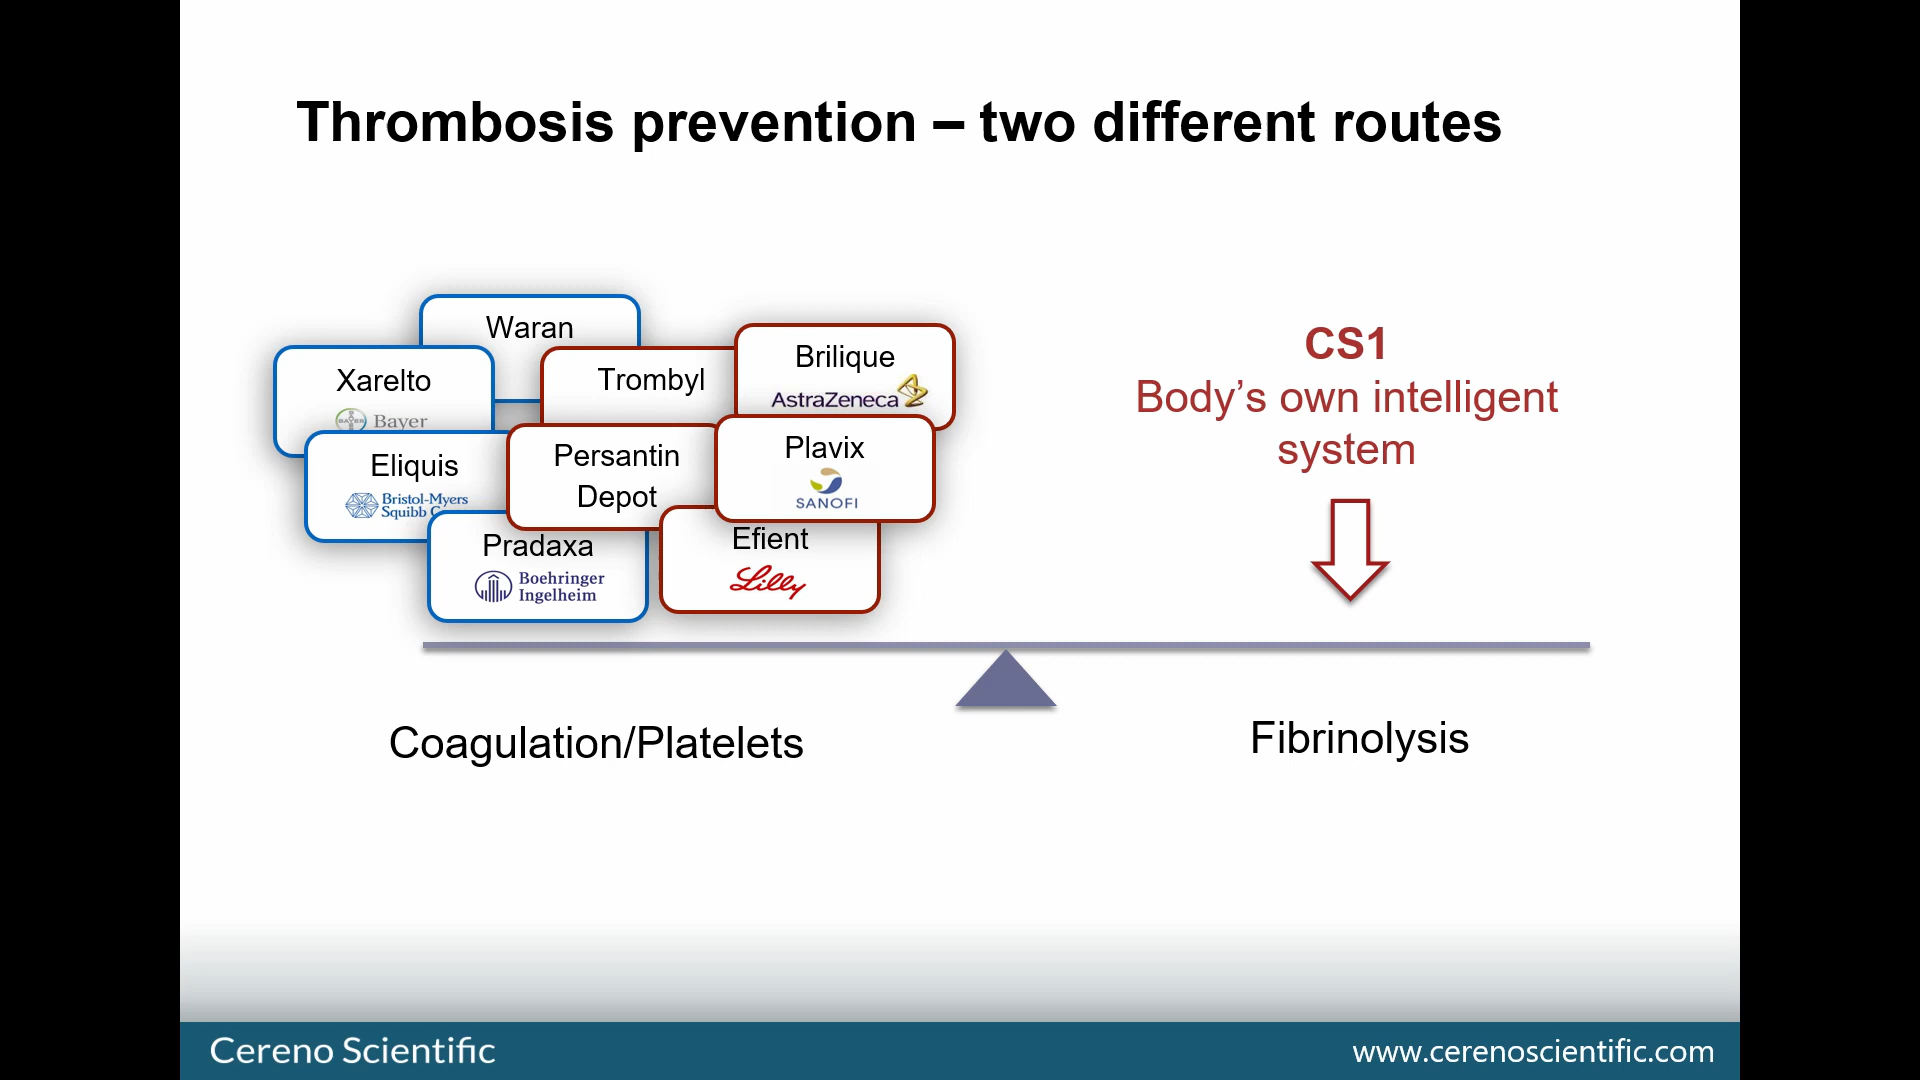 Thrombosis prevention – two different routes
Waran
Xarelto
BAYER
Bayer
Trombyl
Brilique
AstraZeneca
Eliquis
Bristol-Myers
Squibb
Persantin
Depot
Plavix
SANOFI
Pradaxa
Boehringer
Ingelheim
Efient
Lilly
CS1
Body’s own intelligent
system
Coagulation/Platelets
Fibrinolysis
Cereno Scientific
www.cerenoscientific.com